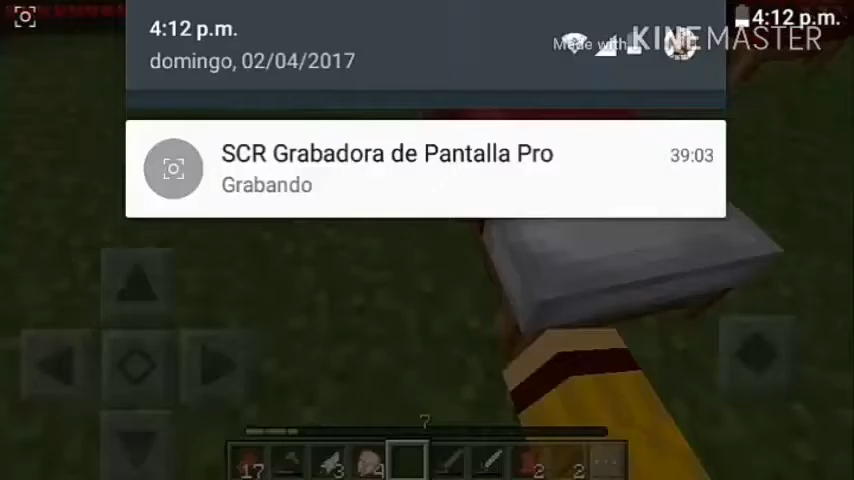 4:12 p.m.
4:12 p.m.
domingo, 02/04/2017
Made with KINEMASTER
SCR Grabadora de Pantalla Pro
39:03
Grabando
7
17
3
4
2
2